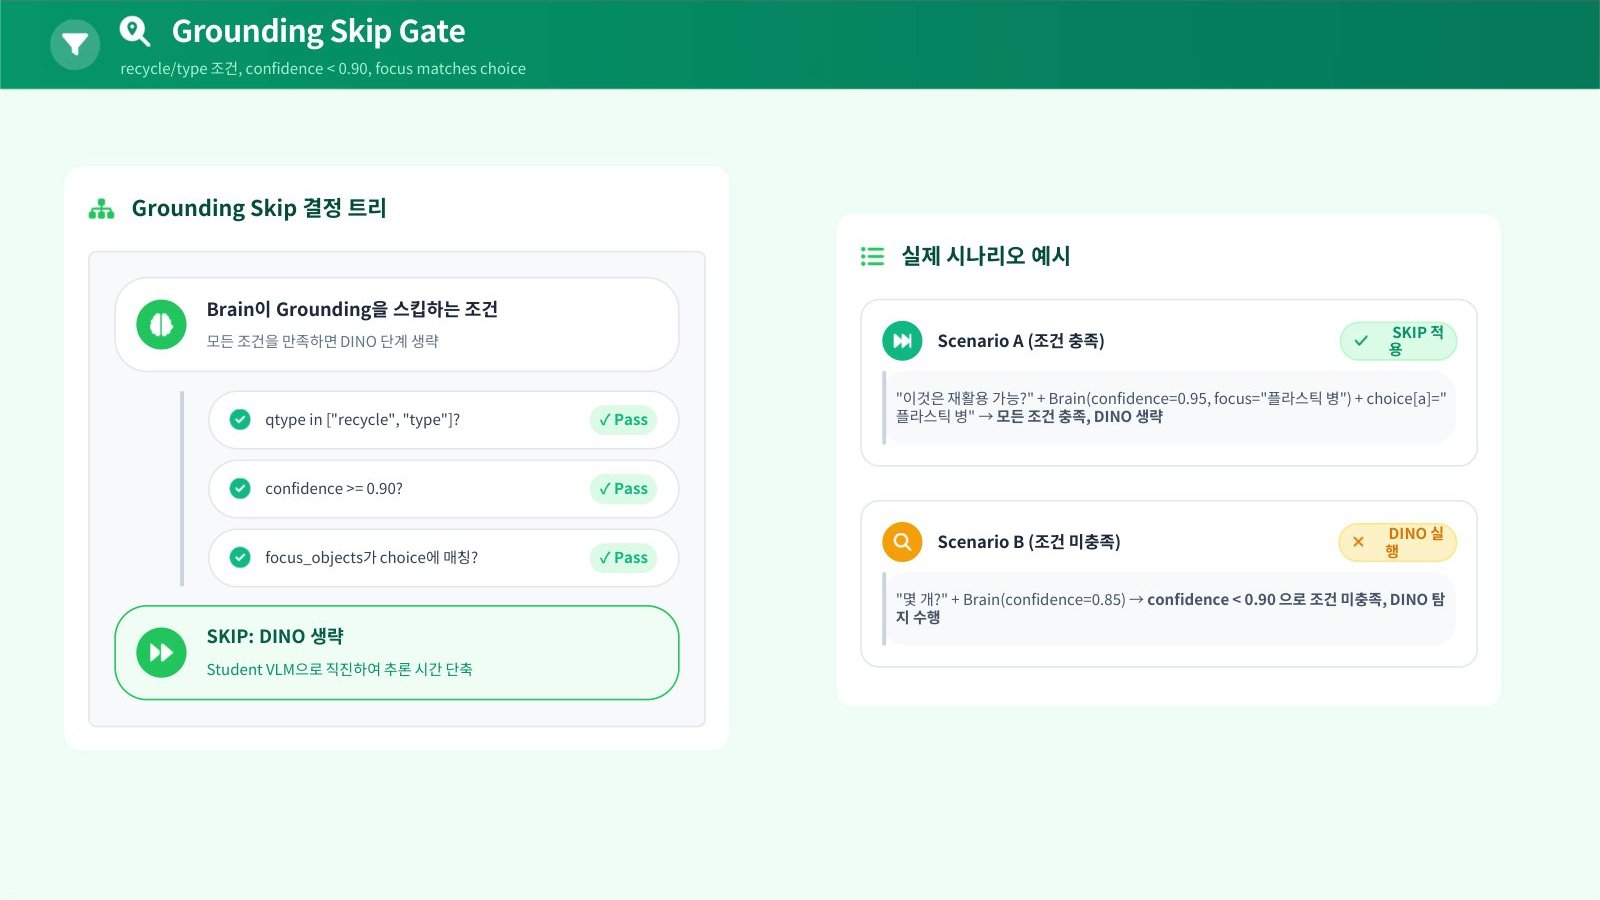 Grounding Skip Gate
recycle/type 조건, confidence < 0.90, focus matches choice
Grounding Skip 결정 트리
Brain이 Grounding을 스킵하는 조건
모든 조건을 만족하면 DINO 단계 생략
qtype in ["recycle", "type"]?
✓ Pass
confidence >= 0.90?
✓ Pass
focus_objects가 choice에 매칭?
✓ Pass
SKIP: DINO 생략
Student VLM으로 직진하여 추론 시간 단축
실제 시나리오 예시
Scenario A (조건 충족)
SKIP 적
용
"이것은 재활용 가능?" + Brain(confidence=0.95, focus="플라스틱 병") + choice[a]="
플라스틱 병" → 모든 조건 충족, DINO 생략
Scenario B (조건 미충족)
DINO 실
행
"몇 개?" + Brain(confidence=0.85) → confidence < 0.90 으로 조건 미충족, DINO 탐
지 수행